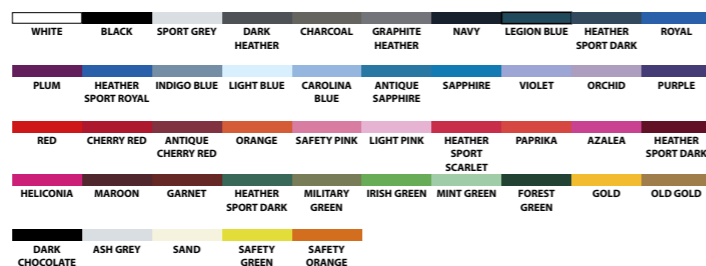 WHITE BLACK SPORT GREY DARK CHARCOAL GRAPHITE NAVY LEGION BLUE HEATHER ROYAL
HEATHER HEATHER SPORT DARK
PLUM HEATHER INDIGO BLUE LIGHT BLUE CAROLINA ANTIQUE SAPPHIRE VIOLET ORCHID PURPLE
SPORT ROYAL BLUE SAPPHIRE
RED CHERRY RED ANTIQUE ORANGE SAFETY PINK LIGHT PINK HEATHER PAPRIKA AZALEA HEATHER
CHERRY RED SPORT SPORT DARK
SCARLET
HELICONIA MAROON GARNET HEATHER MILITARY IRISH GREEN MINT GREEN FOREST GOLD OLD GOLD
SPORT DARK GREEN GREEN
DARK ASH GREY SAND SAFETY SAFETY
CHOCOLATE GREEN ORANGE